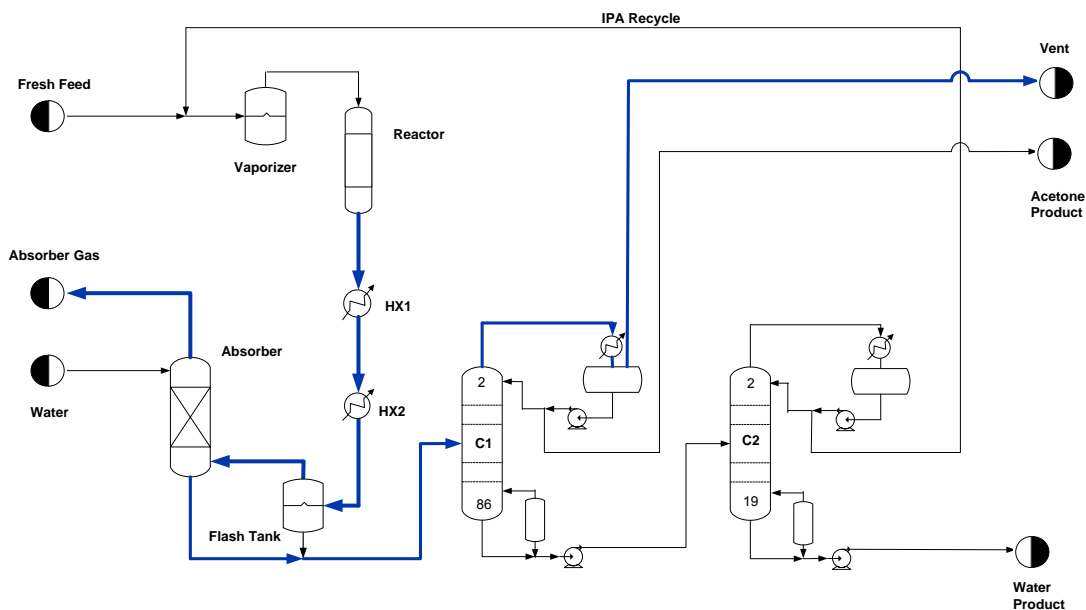 IPA Recycle
Vent
Fresh Feed
Reactor
Vaporizer
Acetone
Product
Absorber Gas
HX1
Absorber
2
2
Water
HX2
C1
C2
86
19
Flash Tank
Water
Product